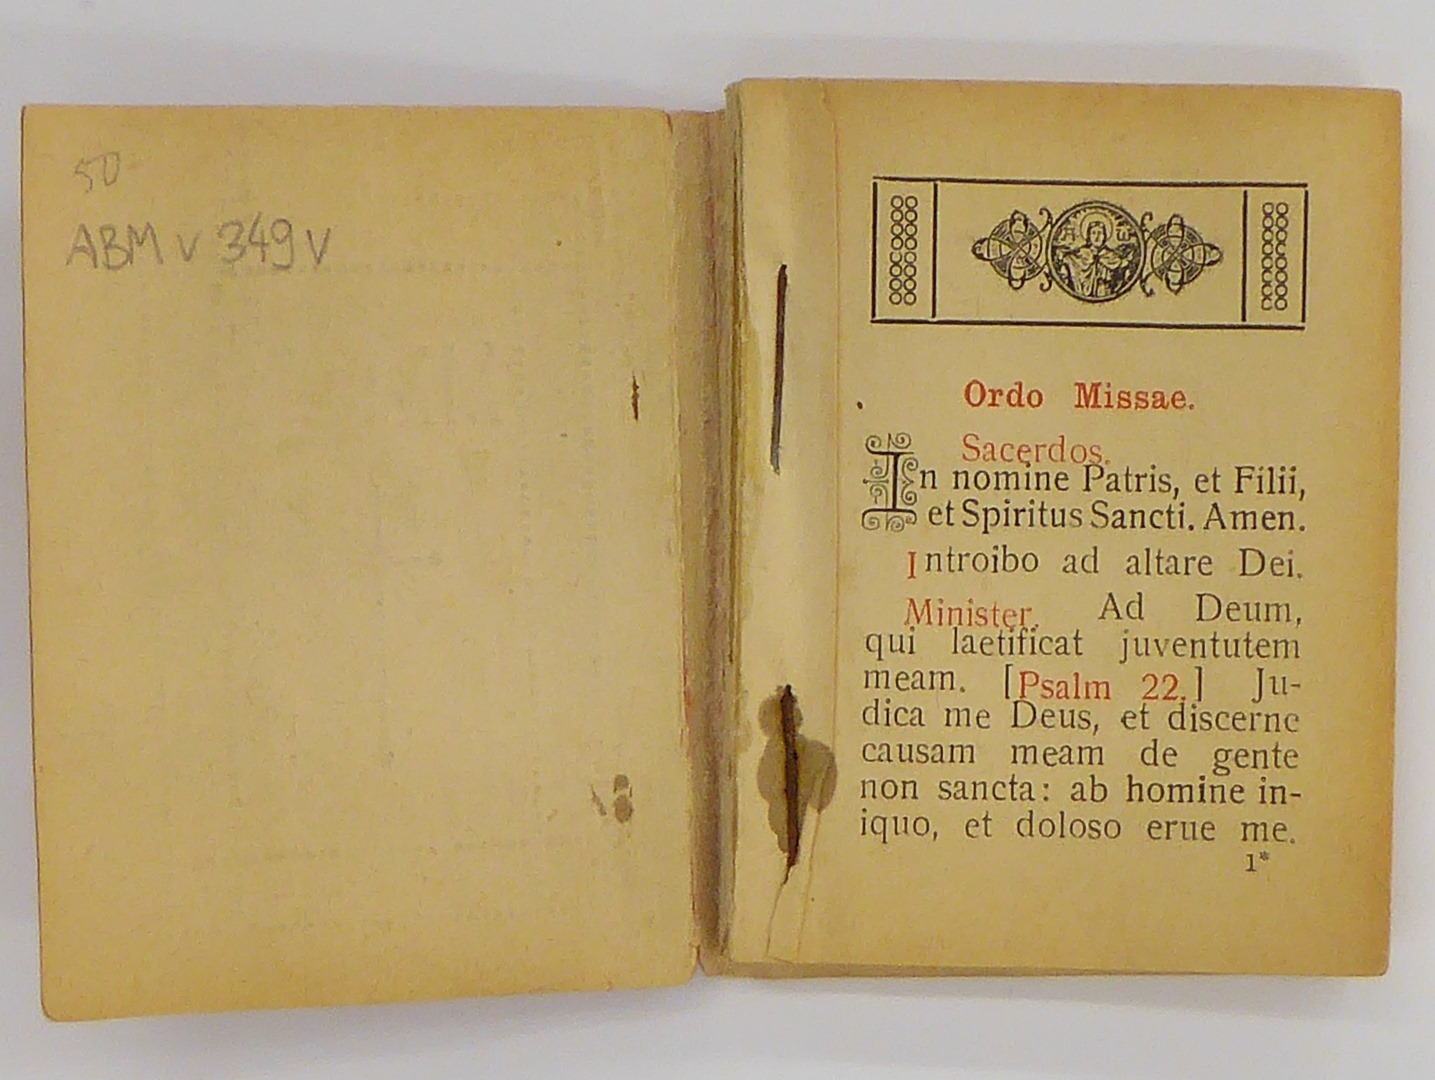 50
ABM v 349 v
Α Ω
Ordo Missae.
Sacerdos.
In nomine Patris, et Filii,
et Spiritus Sancti. Amen.
Introibo ad altare Dei.
Minister. Ad Deum,
qui laetificat juventutem
meam. [Psalm 22.] Ju-
dica me Deus, et discerne
causam meam de gente
non sancta: ab homine in-
iquo, et doloso erue me.
1*